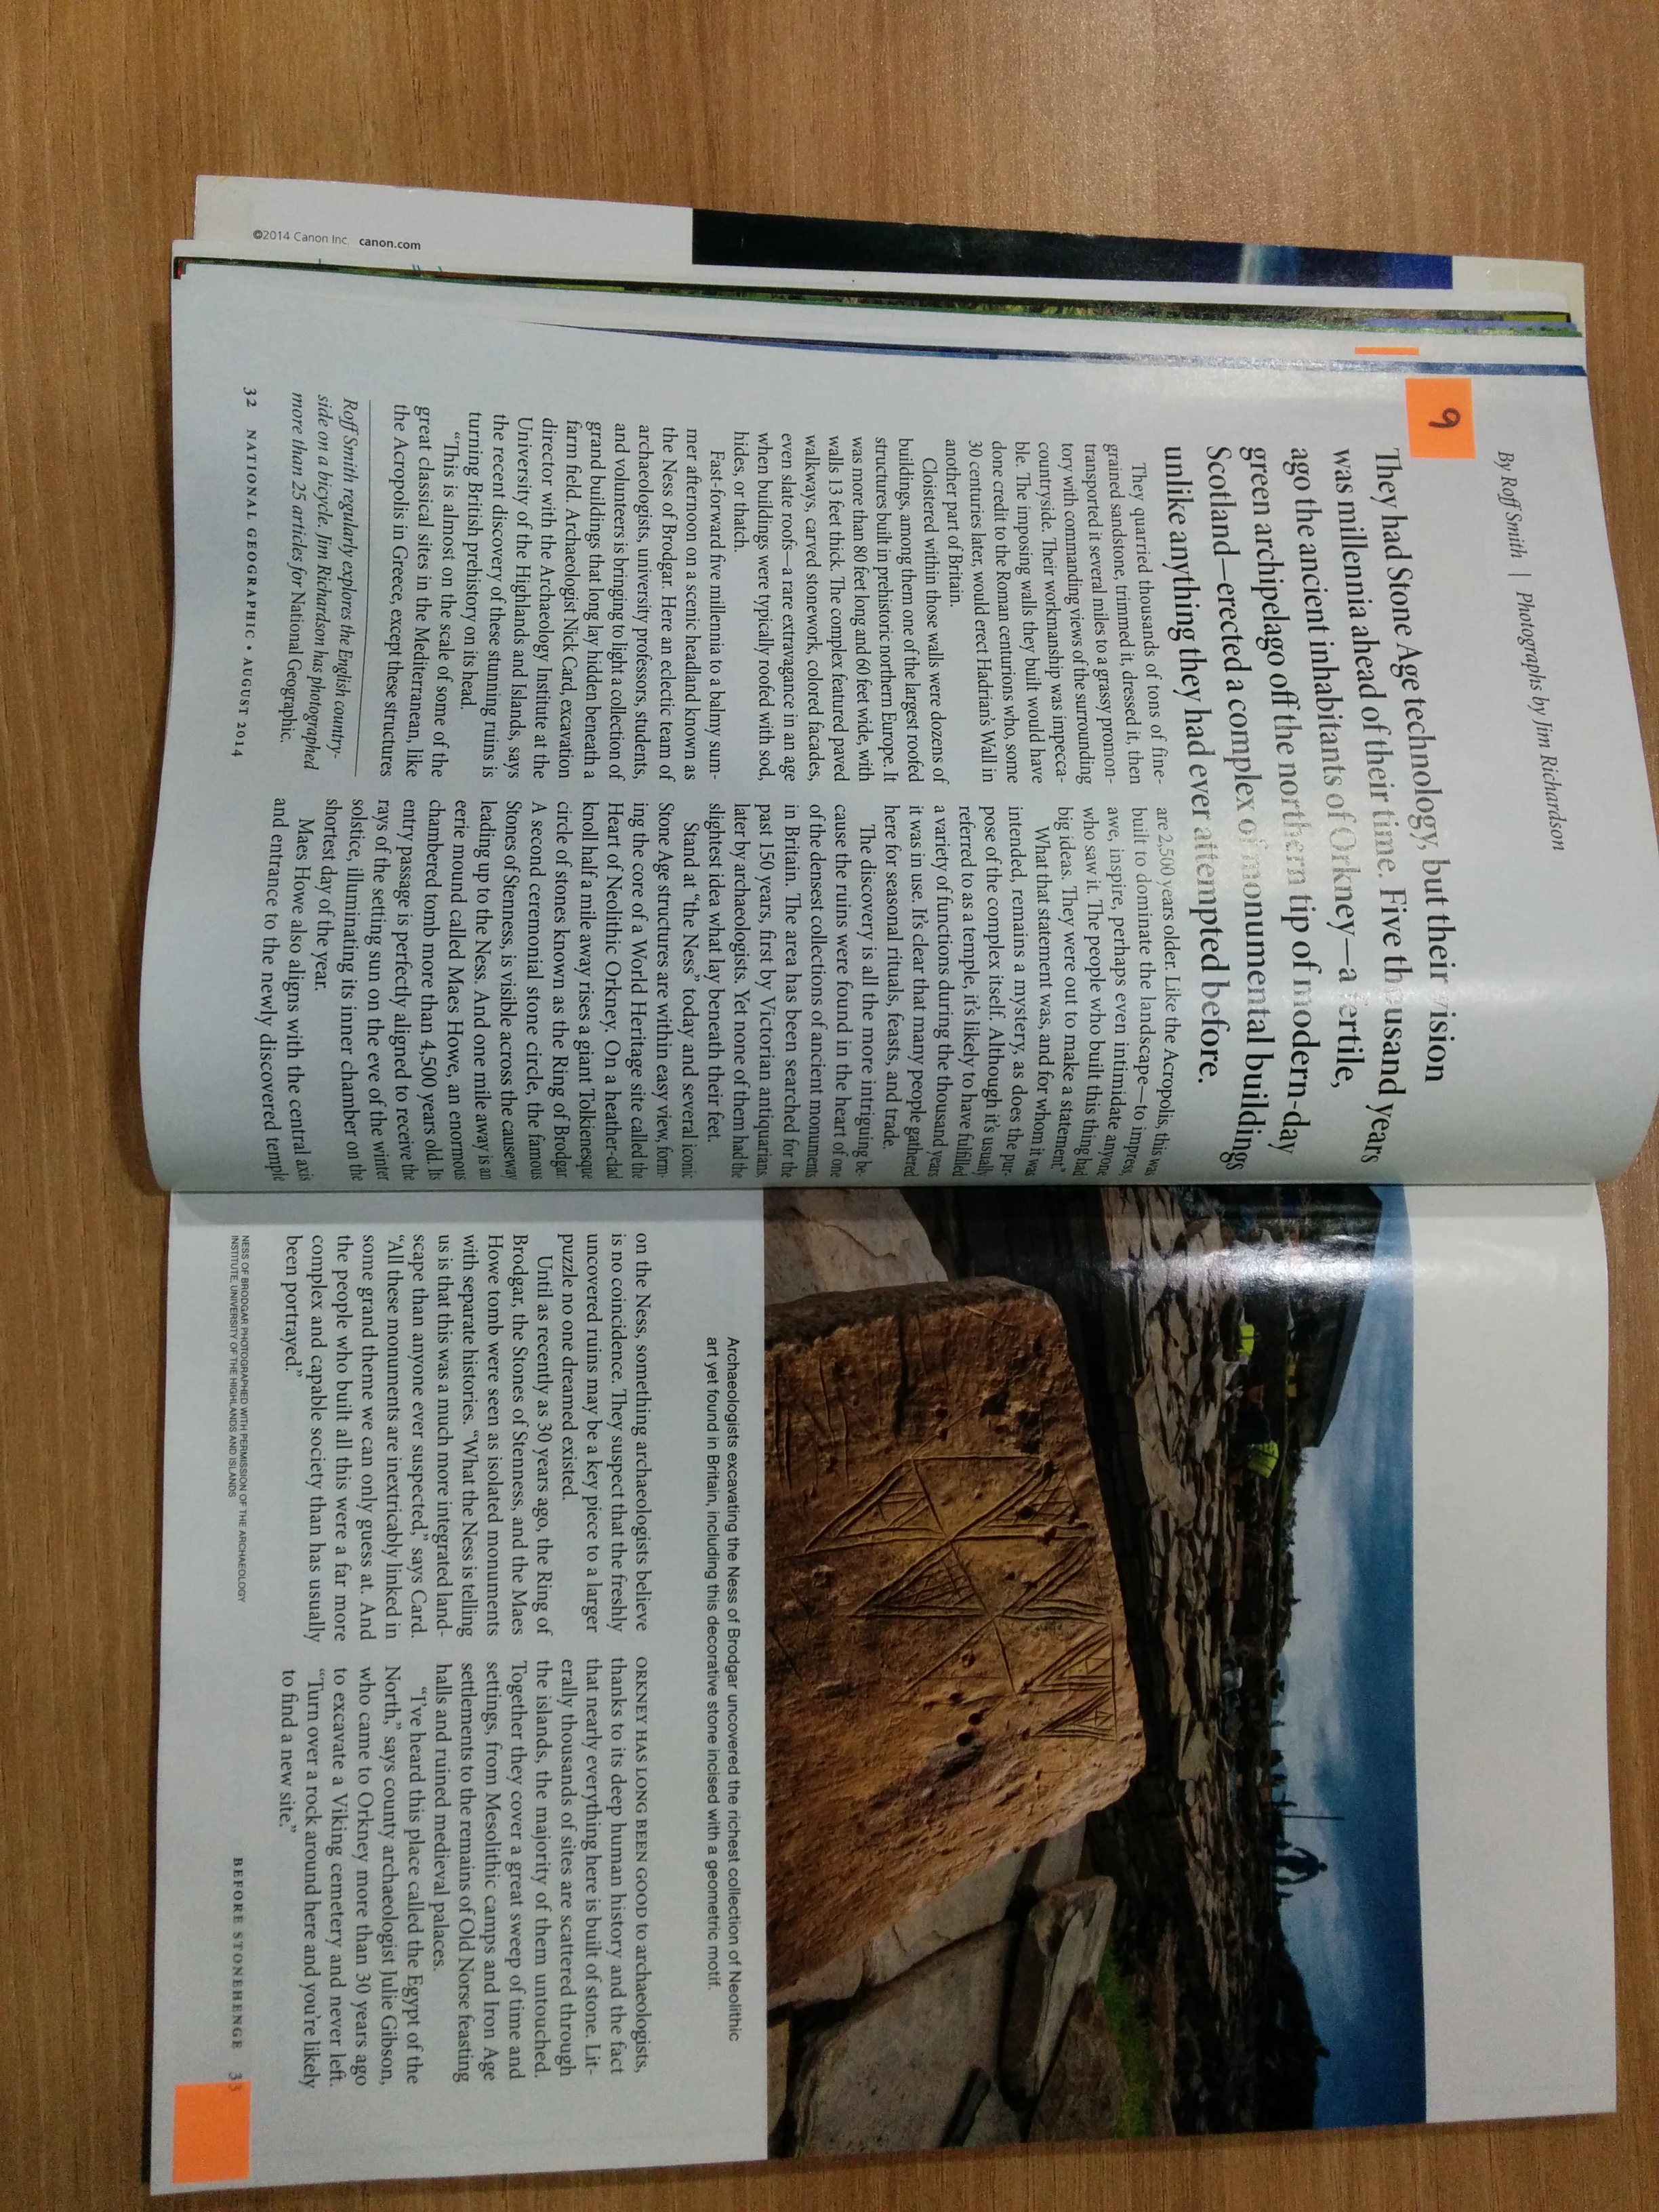 ©2014 Canon Inc. canon.com
9
By Roff Smith | Photographs by Jim Richardson
They had Stone Age technology, but their vision
was millennia ahead of their time. Five thousand years
ago the ancient inhabitants of Orkney—a fertile,
green archipelago off the northern tip of modern-day
Scotland—erected a complex of monumental buildings
unlike anything they had ever attempted before.
They quarried thousands of tons of fine-
grained sandstone, trimmed it, dressed it, then
transported it several miles to a grassy promon-
tory with commanding views of the surrounding
countryside. Their workmanship was impecca-
ble. The imposing walls they built would have
done credit to the Roman centurions who, some
30 centuries later, would erect Hadrian's Wall in
another part of Britain.
Cloistered within those walls were dozens of
buildings, among them one of the largest roofed
structures built in prehistoric northern Europe. It
was more than 80 feet long and 60 feet wide, with
walls 13 feet thick. The complex featured paved
walkways, carved stonework, colored facades,
even slate roofs—a rare extravagance in an age
when buildings were typically roofed with sod,
hides, or thatch.
Fast-forward five millennia to a balmy sum-
mer afternoon on a scenic headland known as
the Ness of Brodgar. Here an eclectic team of
archaeologists, university professors, students,
and volunteers is bringing to light a collection of
grand buildings that long lay hidden beneath a
farm field. Archaeologist Nick Card, excavation
director with the Archaeology Institute at the
University of the Highlands and Islands, says
the recent discovery of these stunning ruins is
turning British prehistory on its head.
“This is almost on the scale of some of the
great classical sites in the Mediterranean, like
the Acropolis in Greece, except these structures
Roff Smith regularly explores the English country-
side on a bicycle. Jim Richardson has photographed
more than 25 articles for National Geographic.
32 NATIONAL GEOGRAPHIC • AUGUST 2014
are 2,500 years older. Like the Acropolis, this was
built to dominate the landscape—to impress,
awe, inspire, perhaps even intimidate anyone
who saw it. The people who built this thing had
big ideas. They were out to make a statement.”
What that statement was, and for whom it was
intended, remains a mystery, as does the pur-
pose of the complex itself. Although it's usually
referred to as a temple, it's likely to have fulfilled
a variety of functions during the thousand years
it was in use. It's clear that many people gathered
here for seasonal rituals, feasts, and trade.
The discovery is all the more intriguing be-
cause the ruins were found in the heart of one
of the densest collections of ancient monuments
in Britain. The area has been searched for the
past 150 years, first by Victorian antiquarians,
later by archaeologists. Yet none of them had the
slightest idea what lay beneath their feet.
Stand at “the Ness” today and several iconic
Stone Age structures are within easy view, form-
ing the core of a World Heritage site called the
Heart of Neolithic Orkney. On a heather-clad
knoll half a mile away rises a giant Tolkienesque
circle of stones known as the Ring of Brodgar.
A second ceremonial stone circle, the famous
Stones of Stenness, is visible across the causeway
leading up to the Ness. And one mile away is an
eerie mound called Maes Howe, an enormous
chambered tomb more than 4,500 years old. Its
entry passage is perfectly aligned to receive the
rays of the setting sun on the eve of the winter
solstice, illuminating its inner chamber on the
shortest day of the year.
Maes Howe also aligns with the central axis
and entrance to the newly discovered temple
Archaeologists excavating the Ness of Brodgar uncovered the richest collection of Neolithic
art yet found in Britain, including this decorative stone incised with a geometric motif.
on the Ness, something archaeologists believe
is no coincidence. They suspect that the freshly
uncovered ruins may be a key piece to a larger
puzzle no one dreamed existed.
Until as recently as 30 years ago, the Ring of
Brodgar, the Stones of Stenness, and the Maes
Howe tomb were seen as isolated monuments
with separate histories. “What the Ness is telling
us is that this was a much more integrated land-
scape than anyone ever suspected,” says Card.
“All these monuments are inextricably linked in
some grand theme we can only guess at. And
the people who built all this were a far more
complex and capable society than has usually
been portrayed.”
NESS OF BRODGAR PHOTOGRAPHED WITH PERMISSION OF THE ARCHAEOLOGY
INSTITUTE, UNIVERSITY OF THE HIGHLANDS AND ISLANDS
ORKNEY HAS LONG BEEN GOOD to archaeologists,
thanks to its deep human history and the fact
that nearly everything here is built of stone. Lit-
erally thousands of sites are scattered through
the islands, the majority of them untouched.
Together they cover a great sweep of time and
settings, from Mesolithic camps and Iron Age
settlements to the remains of Old Norse feasting
halls and ruined medieval palaces.
“I've heard this place called the Egypt of the
North,” says county archaeologist Julie Gibson,
who came to Orkney more than 30 years ago
to excavate a Viking cemetery and never left.
“Turn over a rock around here and you're likely
to find a new site.”
BEFORE STONEHENGE 33